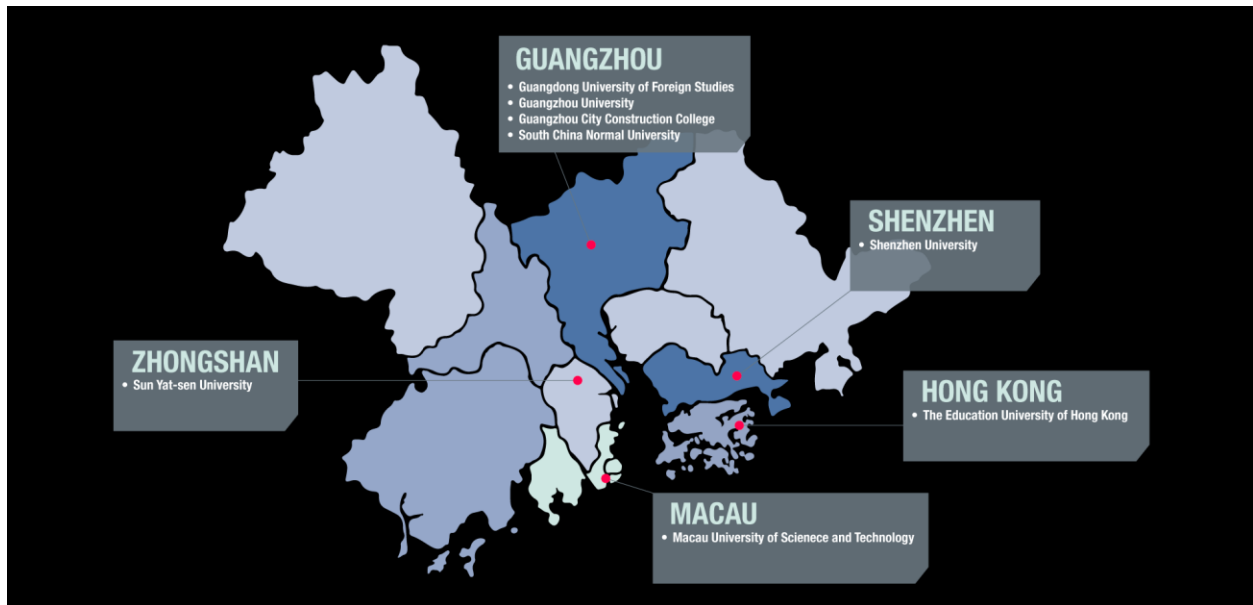 GUANGZHOU
• Guangdong University of Foreign Studies
• Guangzhou University
• Guangzhou City Construction College
• South China Normal University
SHENZHEN
• Shenzhen University
ZHONGSHAN
• Sun Yat-sen University
HONG KONG
• The Education University of Hong Kong
MACAU
• Macau University of Scienece and Technology